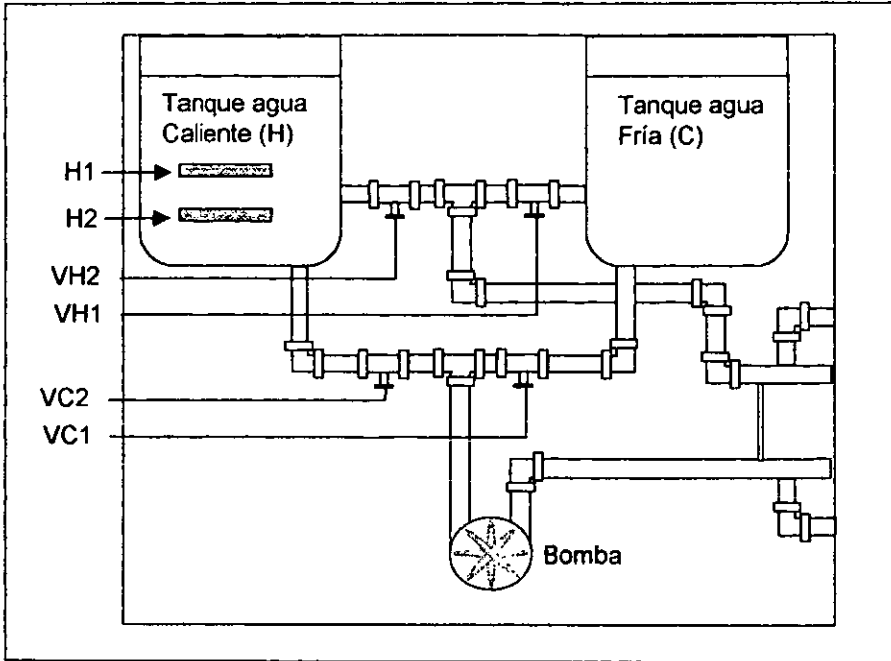 Tanque agua
Caliente (H)
Tanque agua
Fría (C)
H1
H2
VH2
VH1
VC2
VC1
Bomba